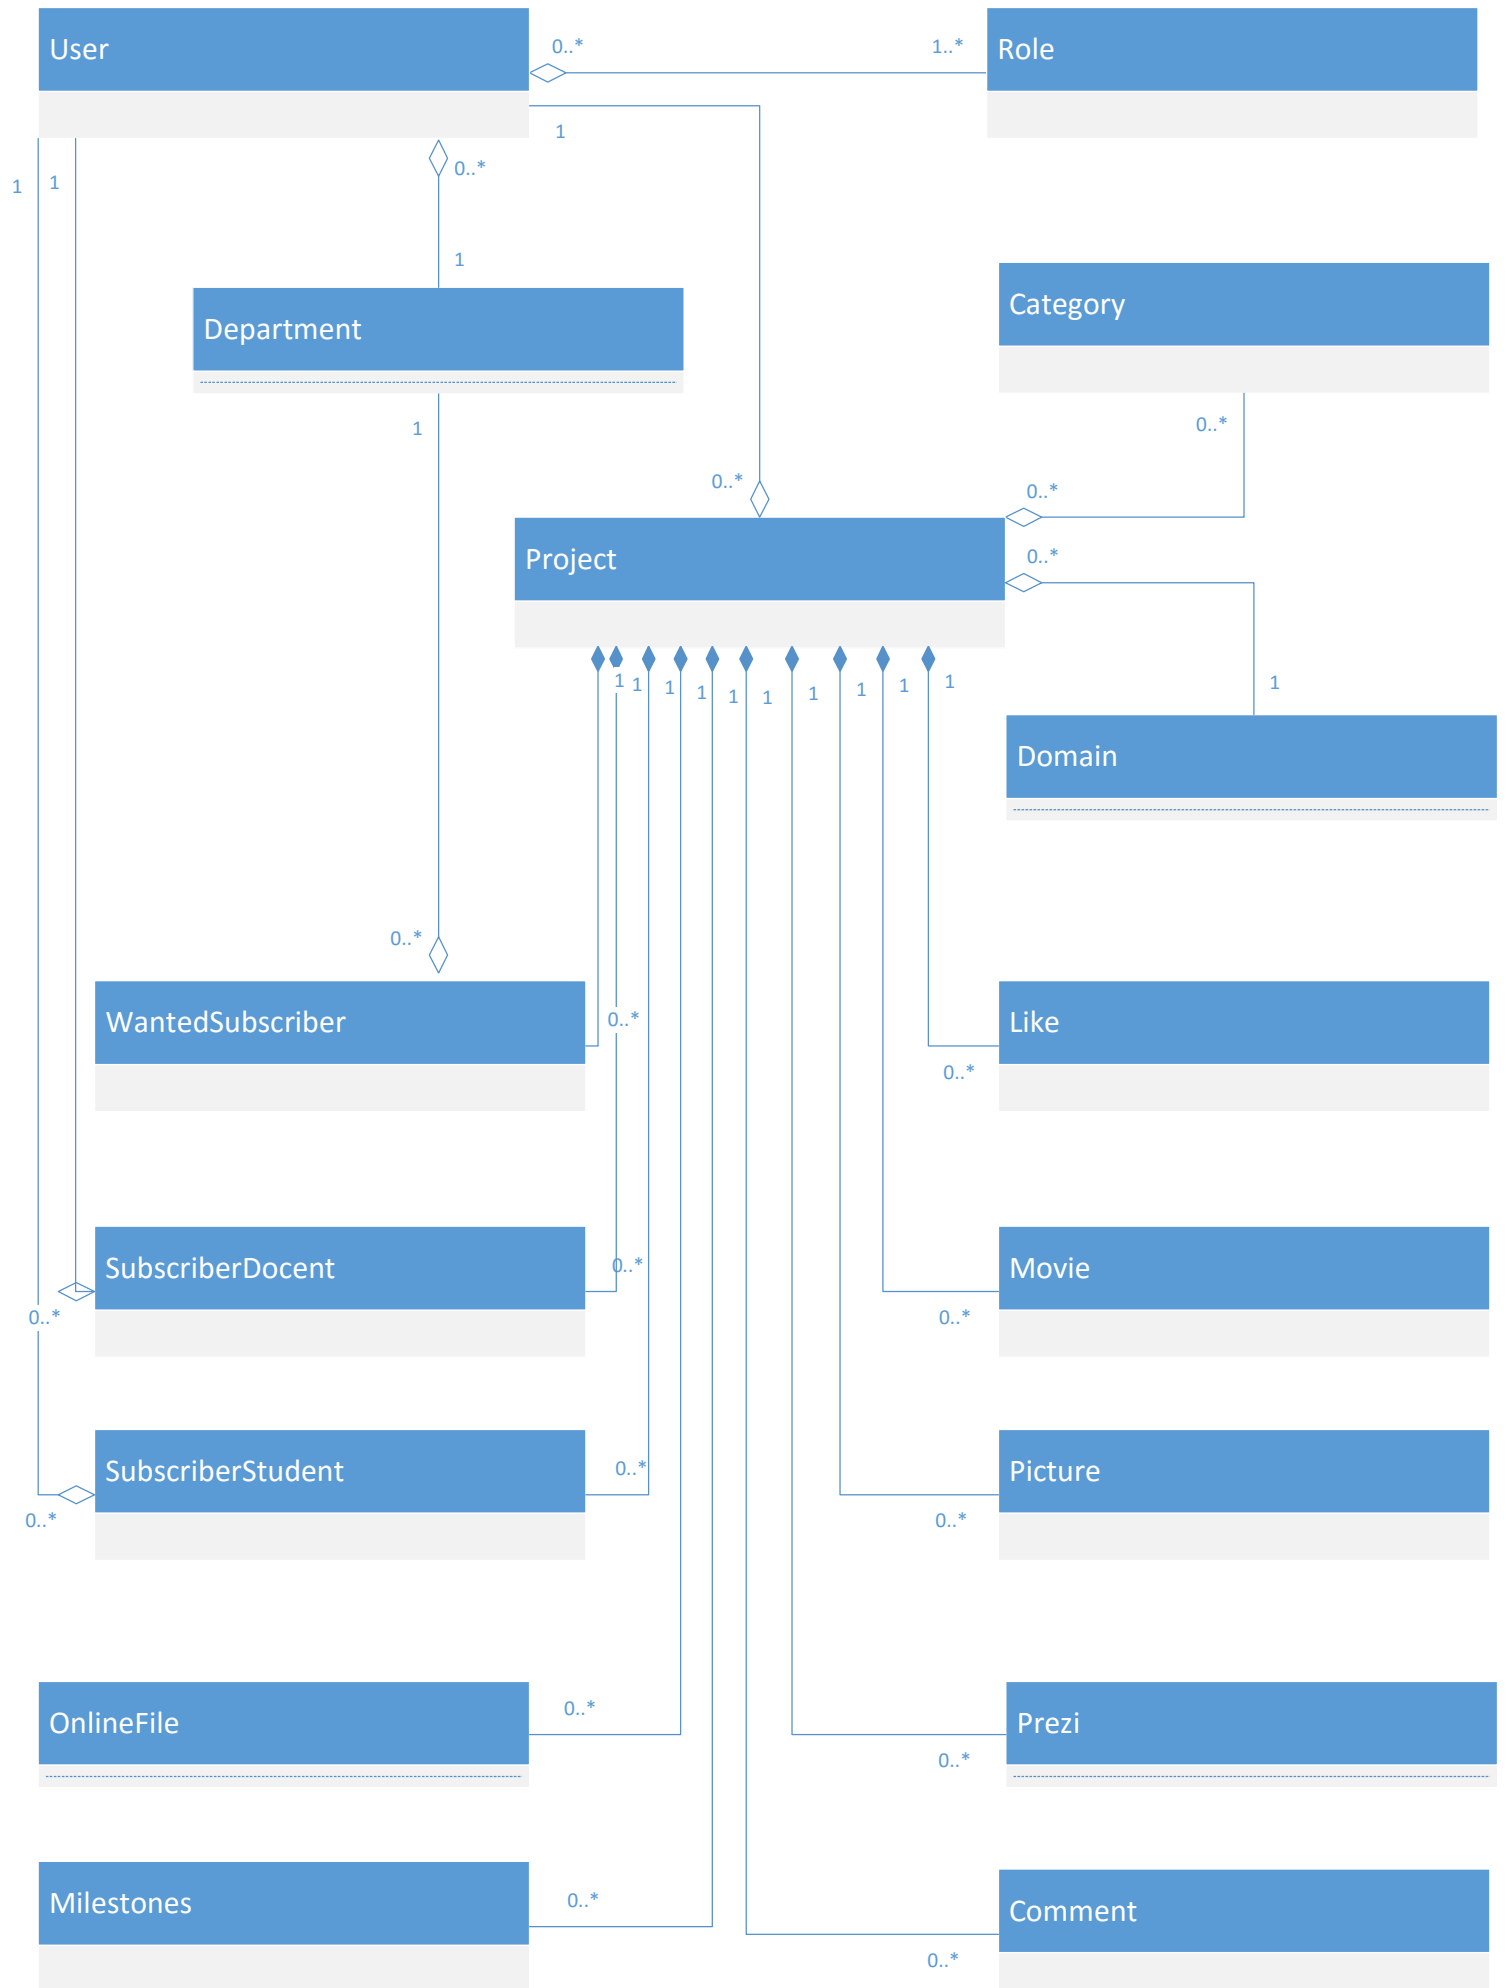 User
0..*
1..*
Role
1
0..*
1
1
1
Department
Category
1
0..*
0..*
0..*
Project
0..*
1
1
1
1
1
1
1
1
1
1
1
Domain
0..*
WantedSubscriber
0..*
Like
0..*
SubscriberDocent
0..*
Movie
0..*
0..*
SubscriberStudent
0..*
Picture
0..*
0..*
OnlineFile
0..*
Prezi
0..*
Milestones
0..*
Comment
0..*